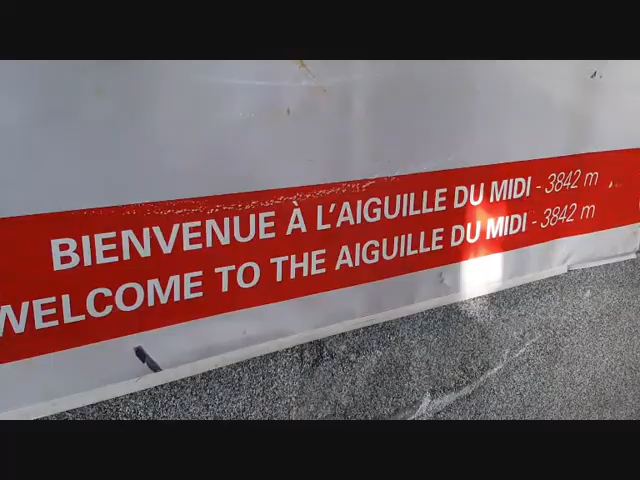 BIENVENUE À L'AIGUILLE DU MIDI - 3842 m
WELCOME TO THE AIGUILLE DU MIDI - 3842 m